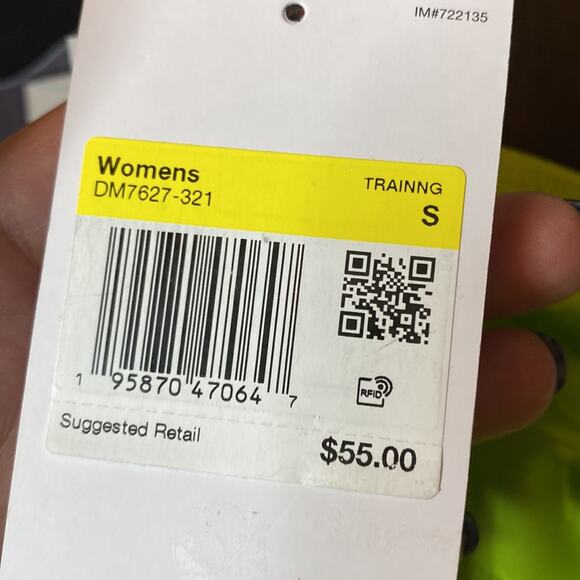 IM#722135
Womens
DM7627-321
TRAINNG
S
1 95870 47064 7
RFID
Suggested Retail
$55.00